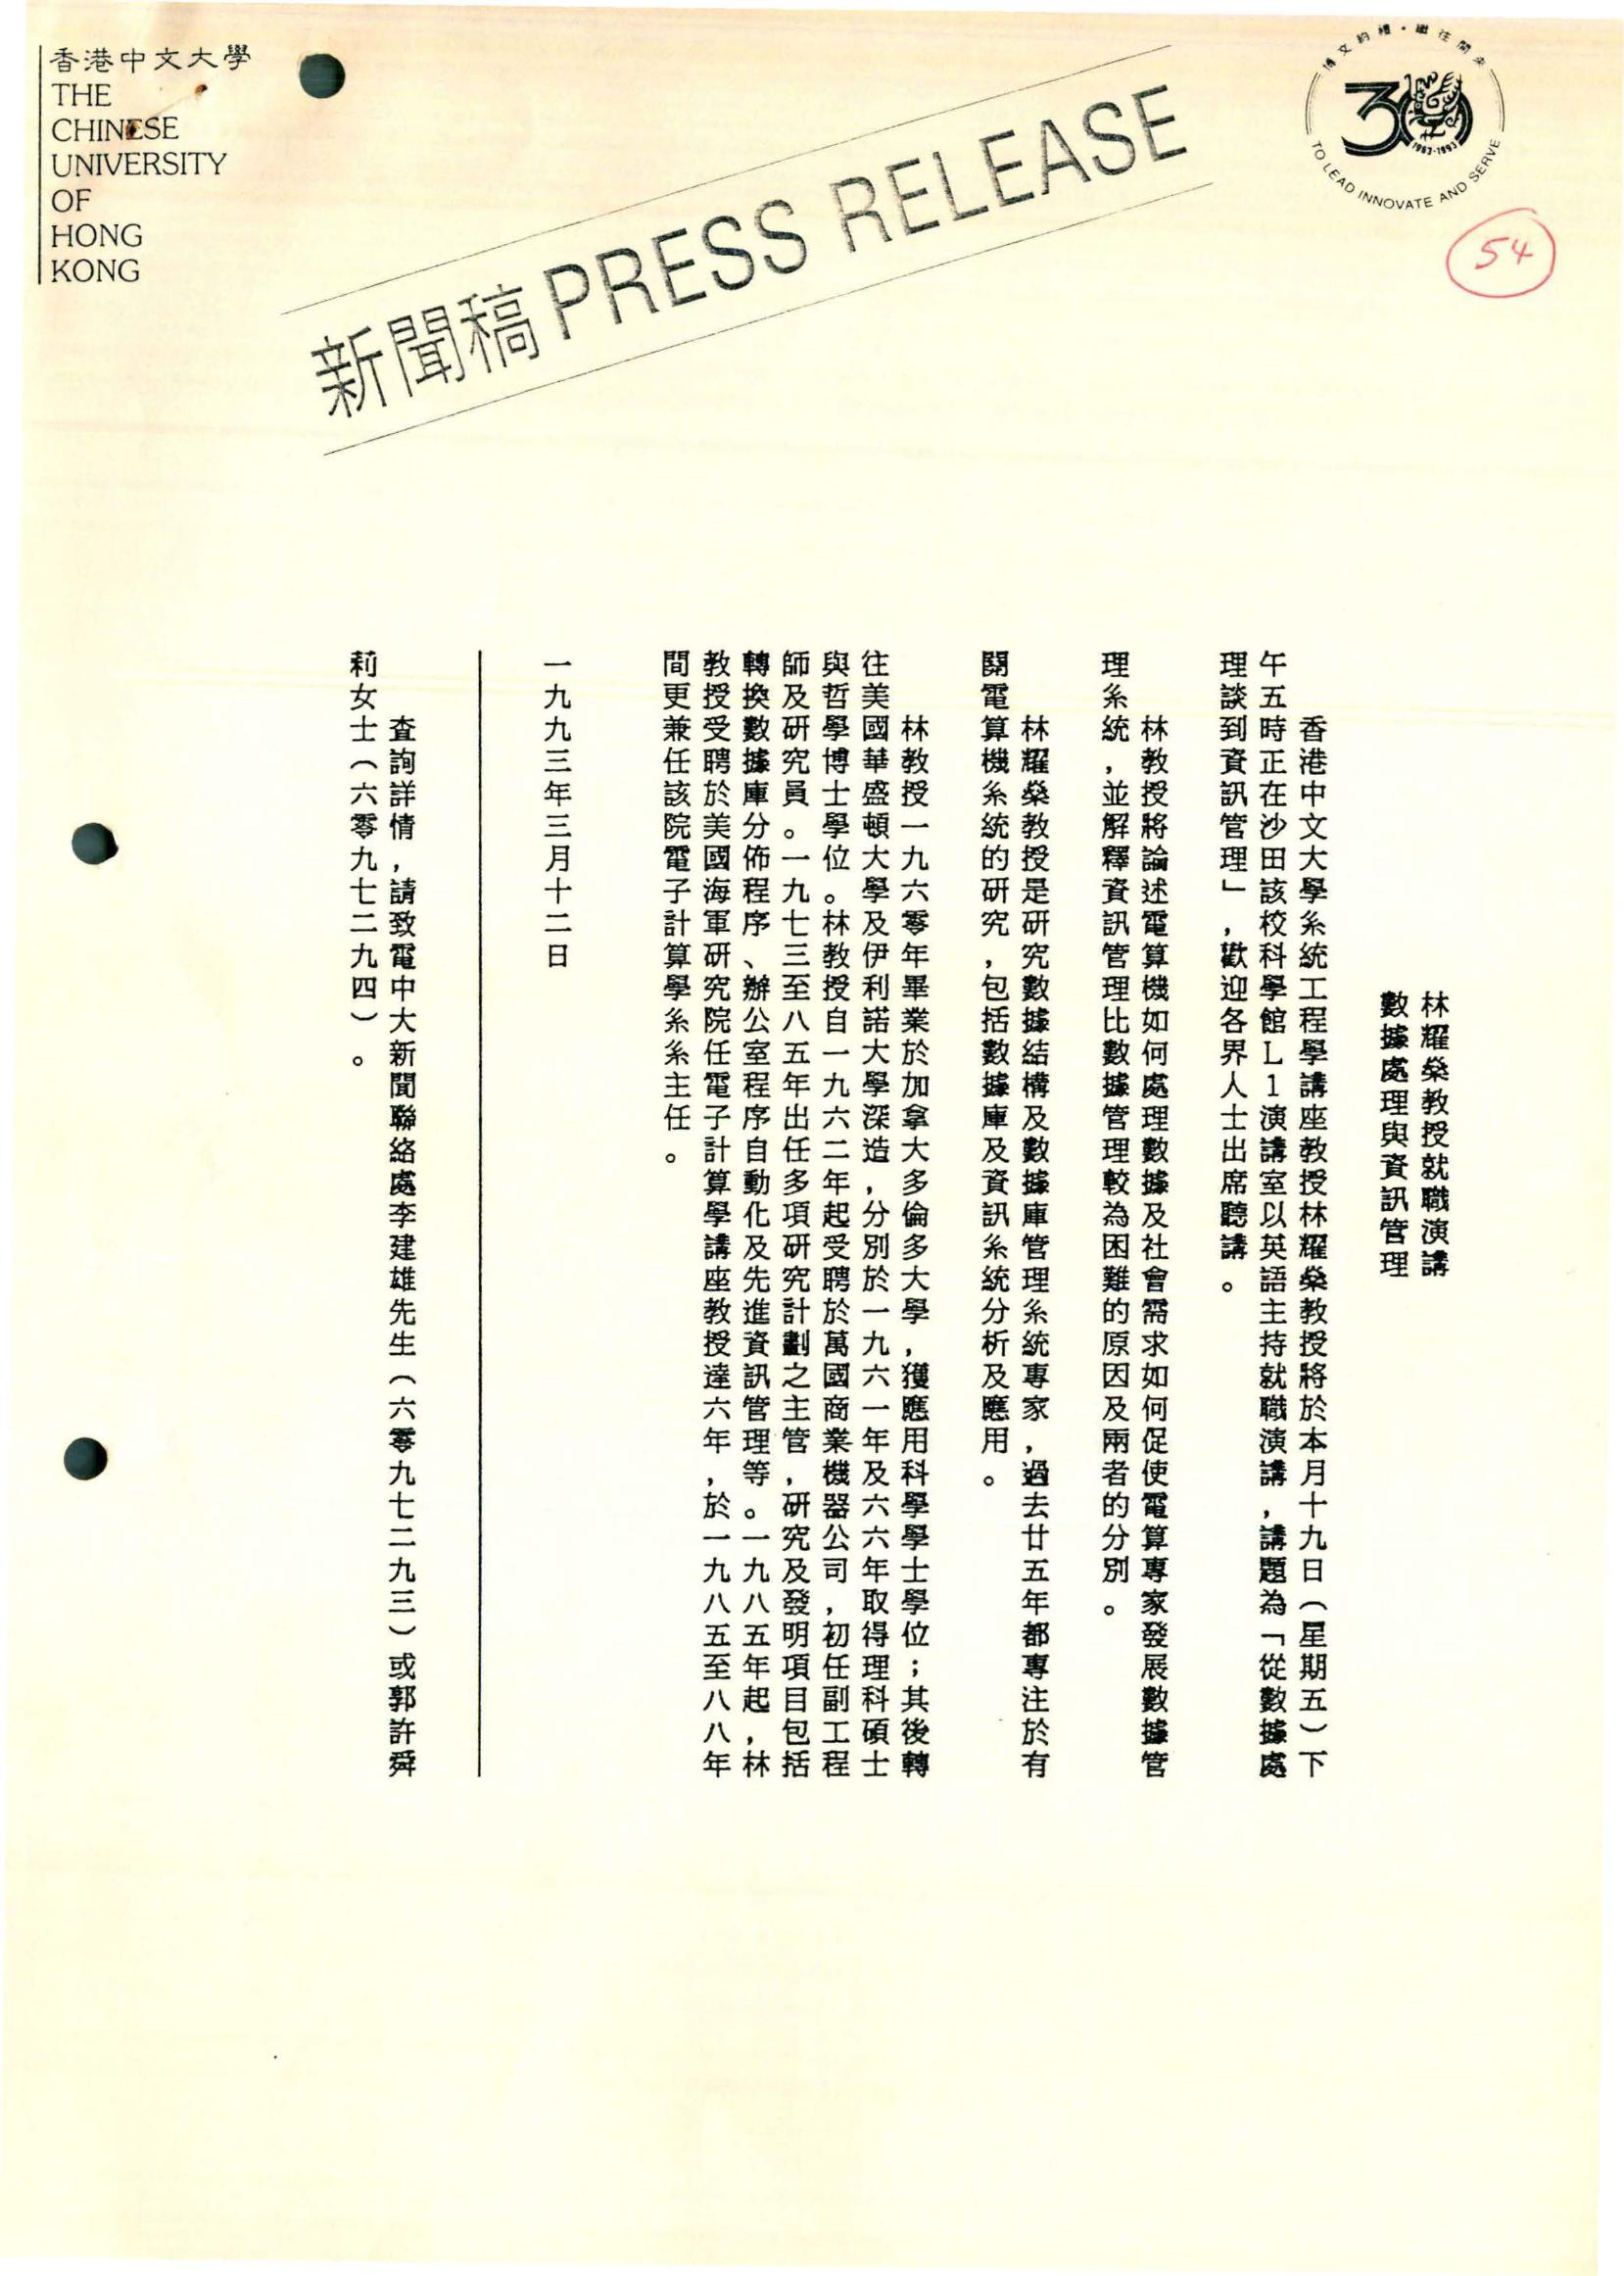 香港中文大學
THE
CHINESE
UNIVERSITY
OF
HONG
KONG
新聞稿 PRESS RELEASE
博文約禮·繼往開來
30
1963-1993
TO LEAD INNOVATE AND SERVE
54
林耀燊教授就職演講
數據處理與資訊管理
香港中文大學系統工程學講座教授林耀燊教授將於本月十九日(星期五)下
午五時正在沙田該校科學館L1演講室以英語主持就職演講,講題為「從數據處
理談到資訊管理」,歡迎各界人士出席聽講。
林教授將論述電算機如何處理數據及社會需求如何促使電算專家發展數據管
理系統,並解釋資訊管理比數據管理較為困難的原因及兩者的分別。
林耀燊教授是研究數據結構及數據庫管理系統專家,過去廿五年都專注於有
關電算機系統的研究,包括數據庫及資訊系統分析及應用。
林教授一九六零年畢業於加拿大多倫多大學,獲應用科學學士學位;其後轉
往美國華盛頓大學及伊利諾大學深造,分別於一九六一年及六六年取得理科碩士
與哲學博士學位。林教授自一九六二年起受聘於萬國商業機器公司,初任副工程
師及研究員。一九七三至八五年出任多項研究計劃之主管,研究及發明項目包括
轉換數據庫分佈程序、辦公室程序自動化及先進資訊管理等。一九八五年起,林
教授受聘於美國海軍研究院任電子計算學講座教授達六年,於一九八五至八八年
間更兼任該院電子計算學系系主任。
一九九三年三月十二日
查詢詳情,請致電中大新聞聯絡處李建雄先生(六零九七二九三)或郭許舜
莉女士(六零九七二九四)。